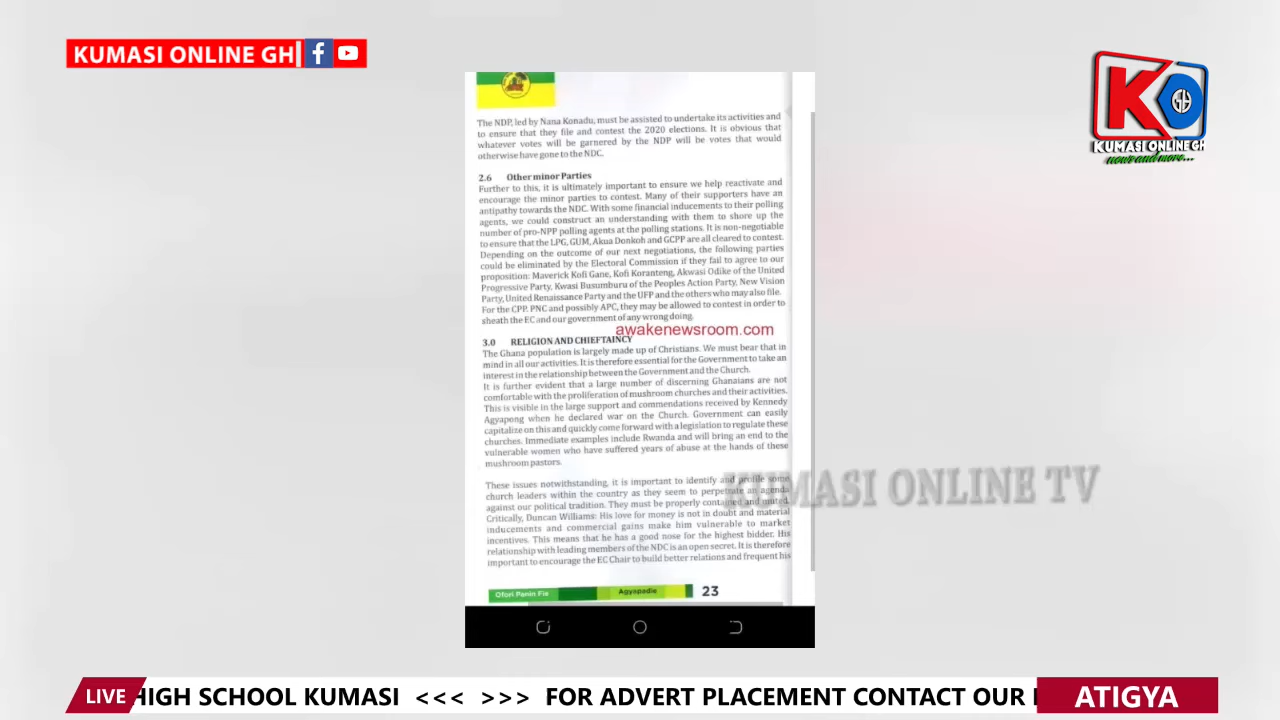 KUMASI ONLINE GH
KO
GH
KUMASI ONLINE GH
news and more...
The NDP, led by Nana Konadu, must be assisted to undertake its activities and
to ensure that they file and contest the 2020 elections. It is obvious that
whatever votes will be garnered by the NDP will be votes that would
otherwise have gone to the NDC.
2.6 Other minor Parties
Further to this, it is ultimately important to ensure we help reactivate and
encourage the minor parties to contest. Many of their supporters have an
antipathy towards the NDC. With some financial inducements to their polling
agents, we could construct an understanding with them to shore up the
number of pro-NPP polling agents at the polling stations. It is non-negotiable
to ensure that the LPG, GUM, Akua Donkoh and GCPP are all cleared to contest.
Depending on the outcome of our next negotiations, the following parties
could be eliminated by the Electoral Commission if they fail to agree to our
proposition: Maverick Kofi Gane, Kofi Koranteng, Akwasi Odike of the United
Progressive Party, Kwasi Busumburu of the Peoples Action Party, New Vision
Party, United Renaissance Party and the UFP and the others who may also file.
For the CPP, PNC and possibly APC, they may be allowed to contest in order to
sheath the EC and our government of any wrong doing.
awakenewsroom.com
3.0 RELIGION AND CHIEFTAINCY
The Ghana population is largely made up of Christians. We must bear that in
mind in all our activities. It is therefore essential for the Government to take an
interest in the relationship between the Government and the Church.
It is further evident that a large number of discerning Ghanaians are not
comfortable with the proliferation of mushroom churches and their activities.
This is visible in the large support and commendations received by Kennedy
Agyapong when he declared war on the Church. Government can easily
capitalize on this and quickly come forward with a legislation to regulate these
churches. Immediate examples include Rwanda and will bring an end to the
vulnerable women who have suffered years of abuse at the hands of these
mushroom pastors.
These issues notwithstanding, it is important to identify and profile some
church leaders within the country as they seem to perpetrate an agenda
against our political tradition. They must be properly contained and muted.
Critically, Duncan Williams: His love for money is not in doubt and material
inducements and commercial gains make him vulnerable to market
incentives. This means that he has a good nose for the highest bidder. His
relationship with leading members of the NDC is an open secret. It is therefore
important to encourage the EC Chair to build better relations and frequent his
KUMASI ONLINE TV
Ofori Panin Fie Agyapadie 23
LIVE HIGH SCHOOL KUMASI <<< >>> FOR ADVERT PLACEMENT CONTACT OUR ATIGYA